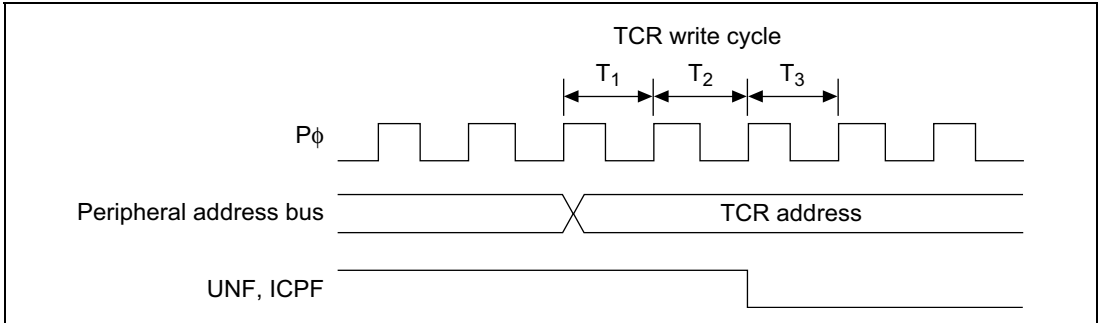 TCR write cycle
T1 T2 T3
Pϕ
Peripheral address bus
TCR address
UNF, ICPF